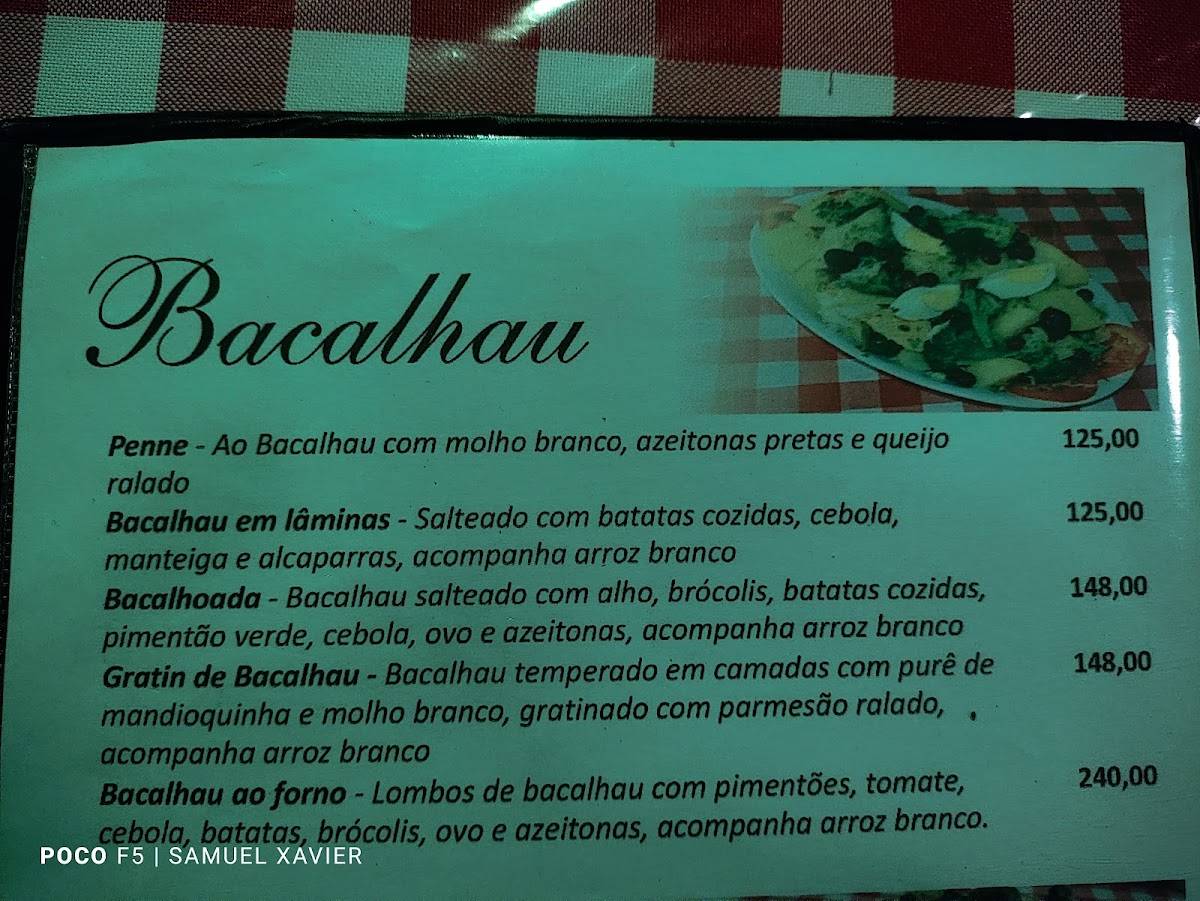 Bacalhau
Penne - Ao Bacalhau com molho branco, azeitonas pretas e queijo 125,00
ralado
Bacalhau em lâminas - Salteado com batatas cozidas, cebola, 125,00
manteiga e alcaparras, acompanha arroz branco
Bacalhoada - Bacalhau salteado com alho, brócolis, batatas cozidas, 148,00
pimentão verde, cebola, ovo e azeitonas, acompanha arroz branco
Gratin de Bacalhau - Bacalhau temperado em camadas com purê de 148,00
mandioquinha e molho branco, gratinado com parmesão ralado,
acompanha arroz branco
Bacalhau ao forno - Lombos de bacalhau com pimentões, tomate, 240,00
cebola, batatas, brócolis, ovo e azeitonas, acompanha arroz branco.
POCO F5 | SAMUEL XAVIER